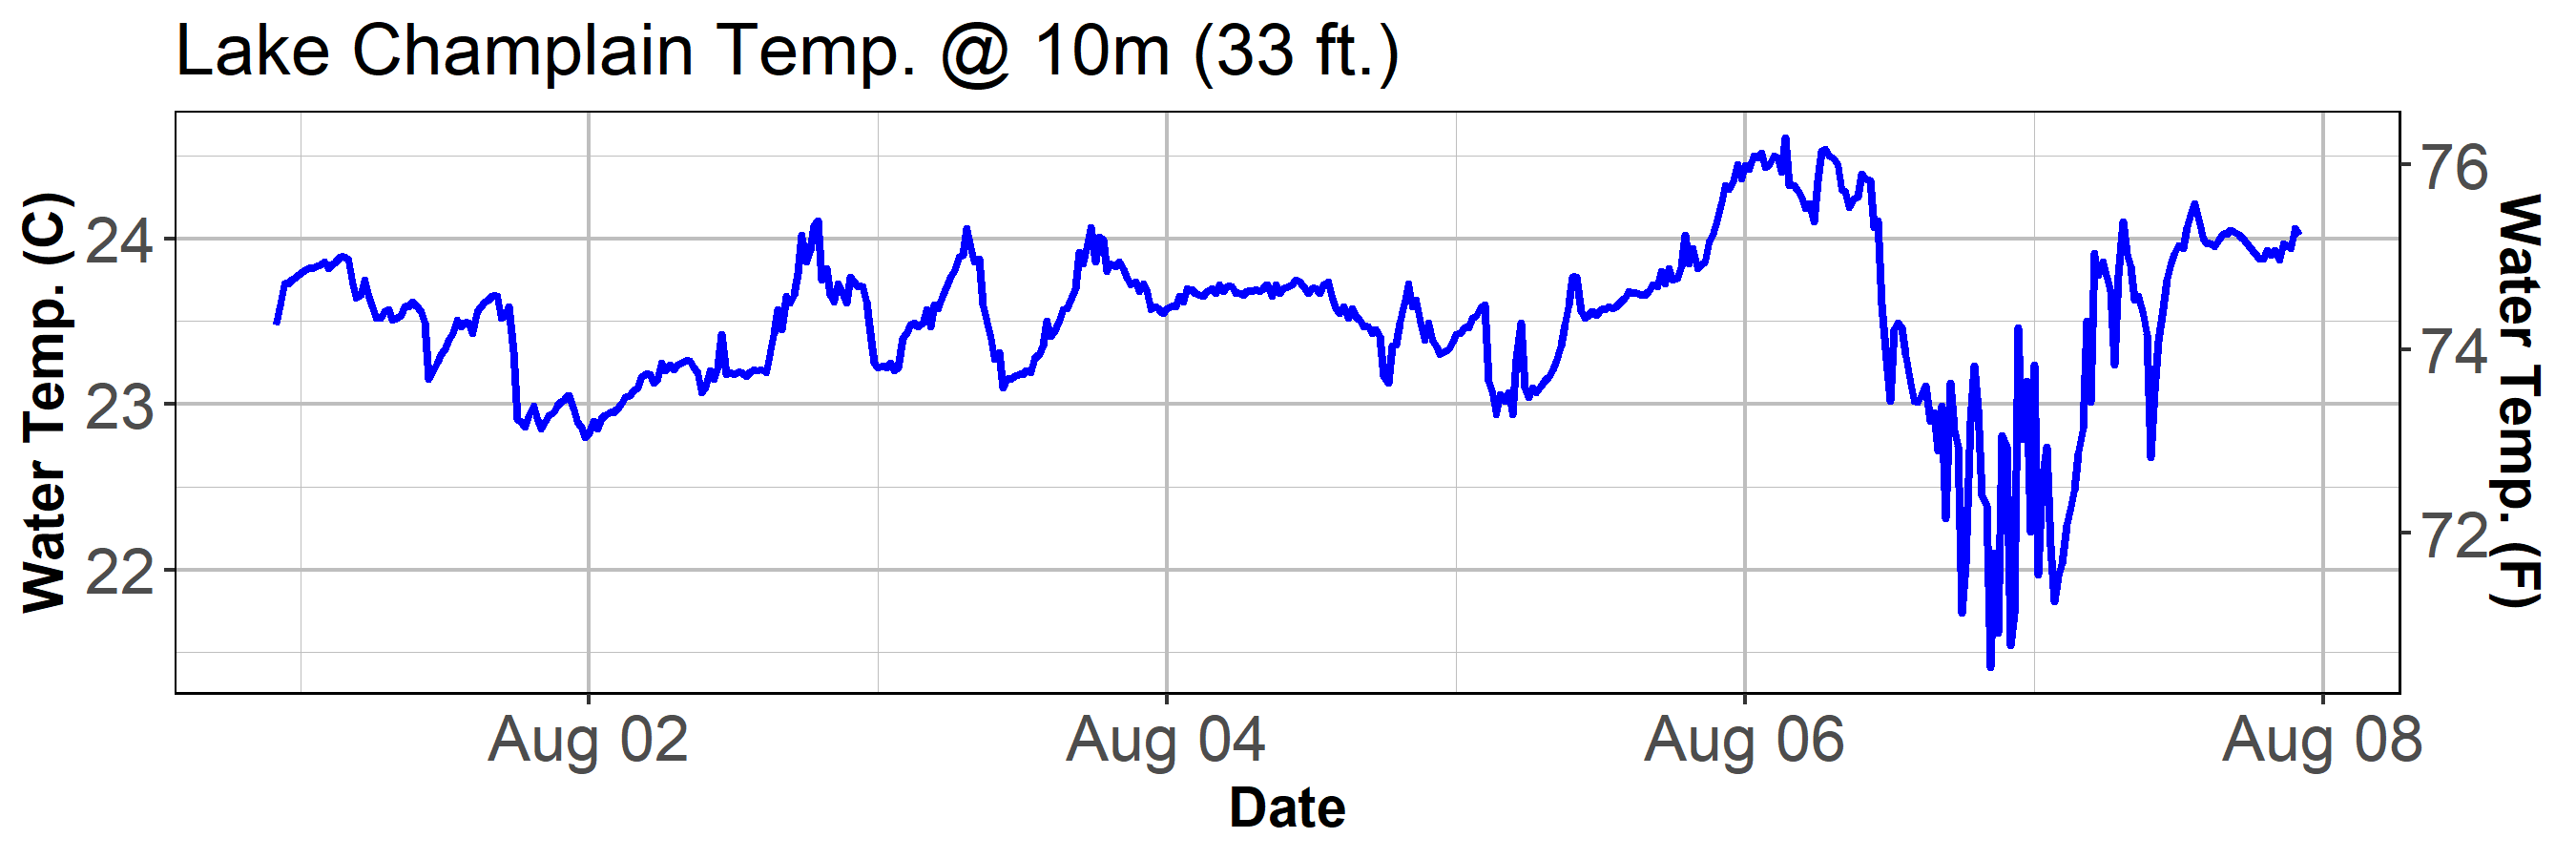 Lake Champlain Temp. @ 10m (33 ft.)
Water Temp. (C)
24
23
22
76
74
72
Water Temp. (F)
Aug 02
Aug 04
Aug 06
Aug 08
Date